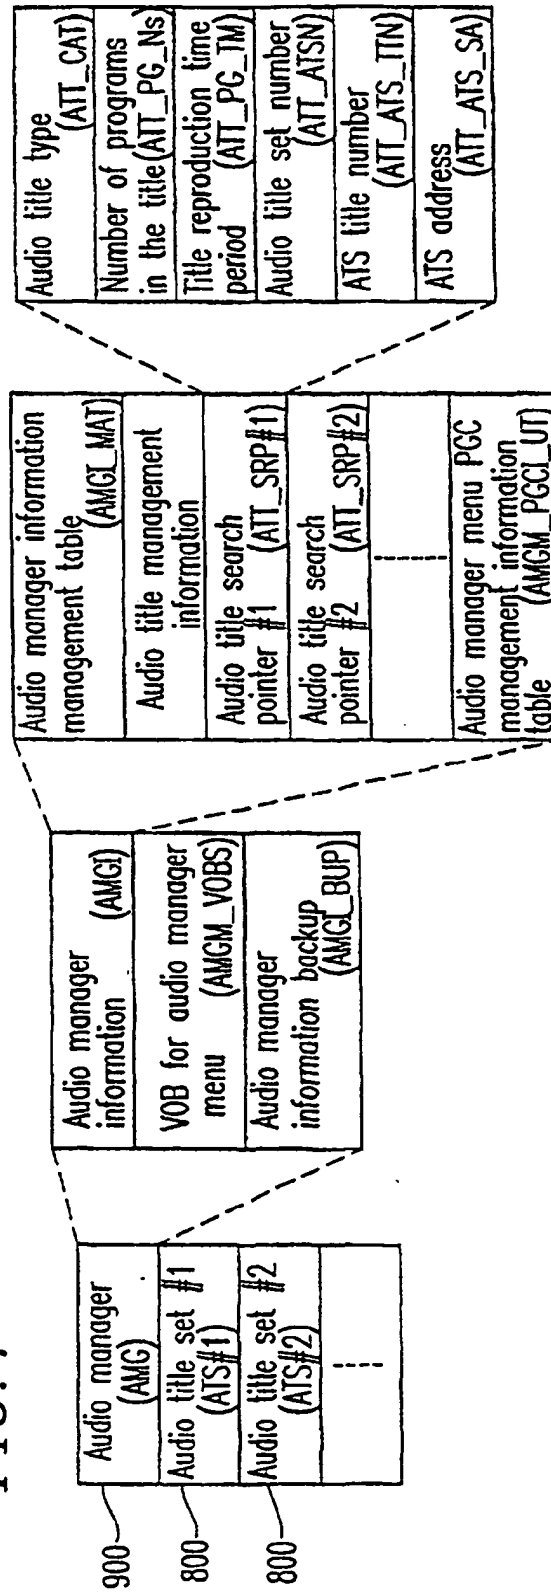 FIG. 7
900
800
800
Audio manager
(AMG)
Audio title set #1
(ATS#1)
Audio title set #2
(ATS#2)
Audio manager
information (AMGI)
VOB for audio manager
menu (AMGM_VOBS)
Audio manager
information backup
(AMGI_BUP)
Audio manager information
management table
(AMGI_MAT)
Audio title management
information
Audio title search
pointer #1 (ATT_SRP#1)
Audio title search
pointer #2 (ATT_SRP#2)
Audio manager menu PGC
management information
table (AMGM_PGCI_UT)
Audio title type
(ATT_CAT)
Number of programs
in the title(ATT_PG_Ns)
Title reproduction time
period (ATT_PG_TM)
Audio title set number
(ATT_ATSN)
ATS title number
(ATT_ATS_TTN)
ATS address
(ATT_ATS_SA)